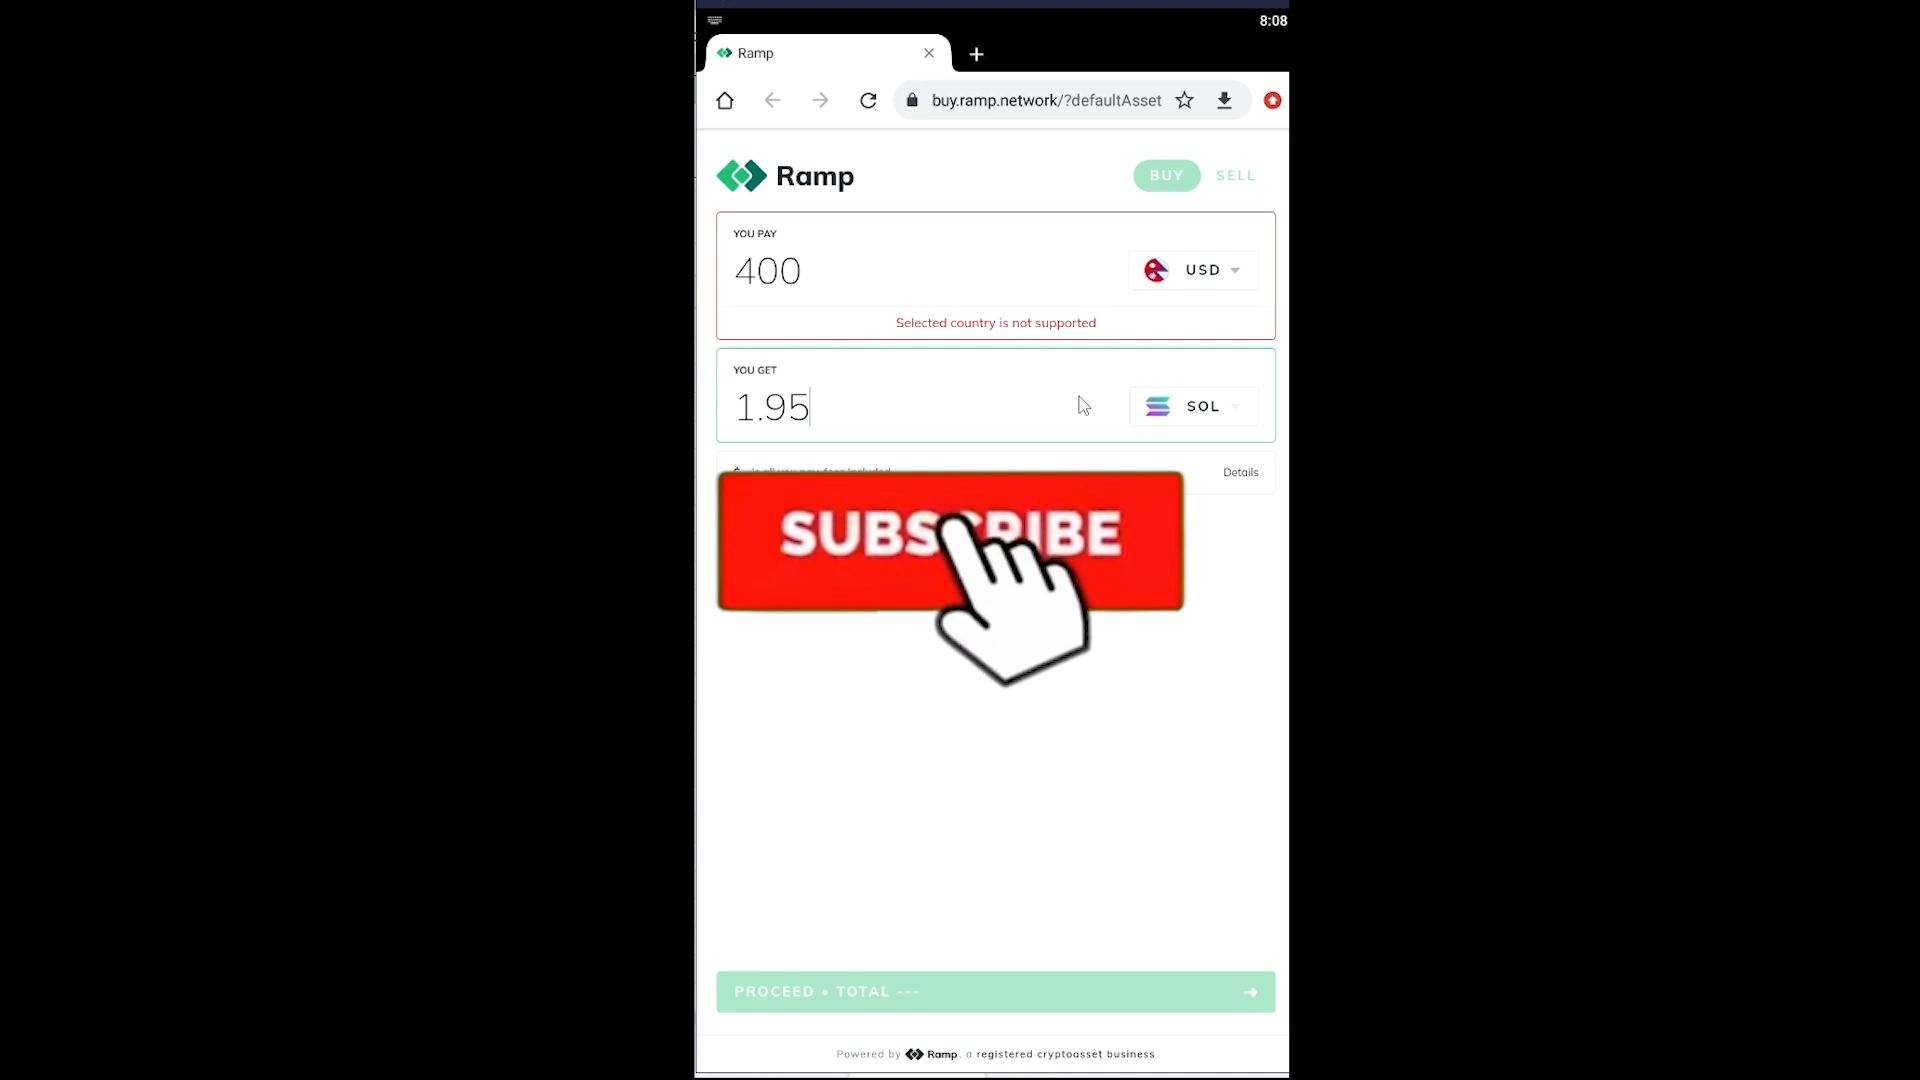 8:08
Ramp
buy.ramp.network/?defaultAsset
Ramp
BUY SELL
YOU PAY
400
USD
Selected country is not supported
YOU GET
1.95
SOL
Details
SUBSCRIBE
PROCEED • TOTAL ---
Powered by Ramp, a registered cryptoasset business